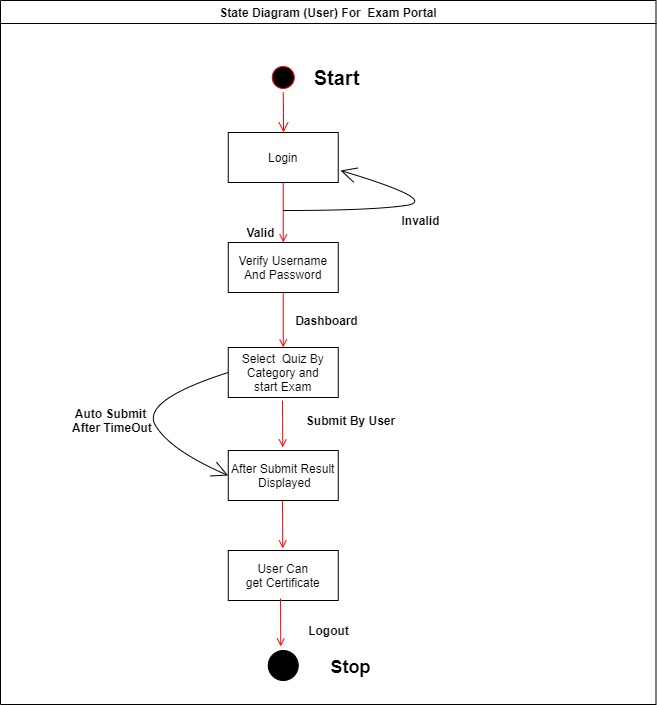 State Diagram (User) For  Exam Portal
Start
Login
Invalid
Valid
Verify Username
And Password
Dashboard
Select  Quiz By
Category and
start Exam
Auto Submit
After TimeOut
Submit By User
After Submit Result
Displayed
User Can
get Certificate
Logout
Stop